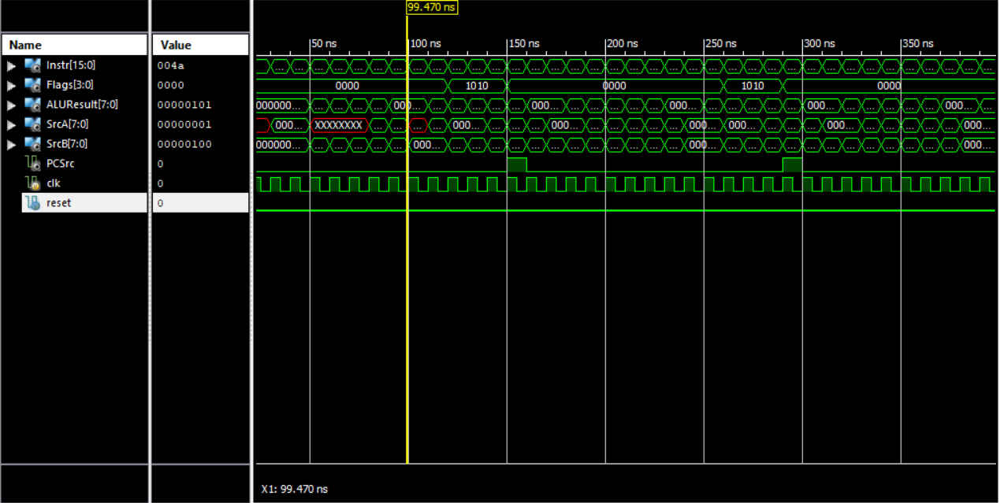 99.470 ns
Name Value
50 ns 100 ns 150 ns 200 ns 250 ns 300 ns 350 ns
Instr[15:0] 004a ... ... ... ... ... ... ... ... ... ... ... ... ... ... ... ... ... ... ... ... ... ... ... ... ... ... ... ... ... ... ... ... ... ... ... ... ...
Flags[3:0] 0000 0000 1010 0000 1010 0000
ALUResult[7:0] 00000101 000000... ... ... ... ... 000... ... ... ... ... ... ... 000... ... ... ... ... ... 000... ... ... ... ... ... ... 000... ... ... ... ... ... 000... ...
SrcA[7:0] 00000001 000... XXXXXXXX ... ... ... 000... ... ... ... 000... ... ... ... ... ... 000... 000... ... ... ... 000... ... ... ... ... ... 000...
SrcB[7:0] 00000100 000000... ... ... ... ... ... 000... ... ... ... ... ... ... ... ... ... ... ... ... 000... ... ... ... ... ... ... ... ... ... ... ... ... ... 000...
PCSrc 0
clk 0
reset 0
X1: 99.470 ns